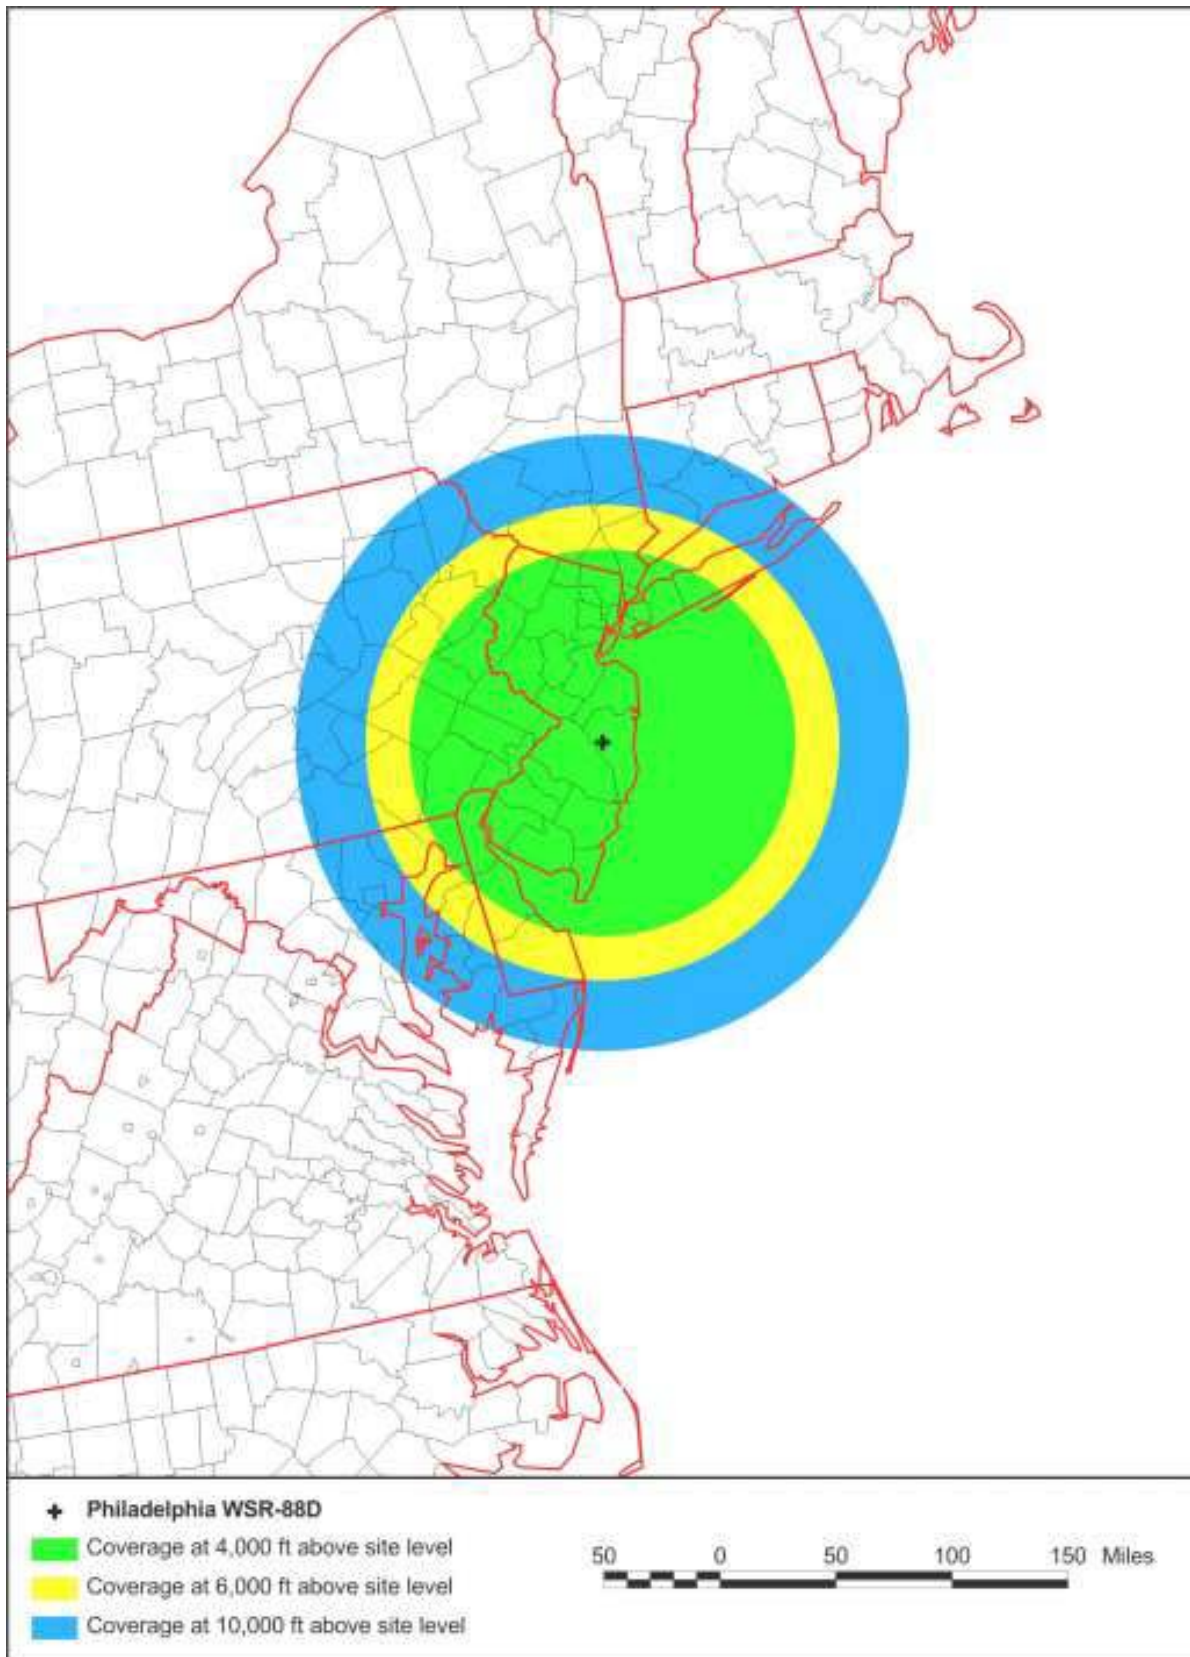 Philadelphia WSR-88D
Coverage at 4,000 ft above site level
Coverage at 6,000 ft above site level
Coverage at 10,000 ft above site level
50 0 50 100 150 Miles